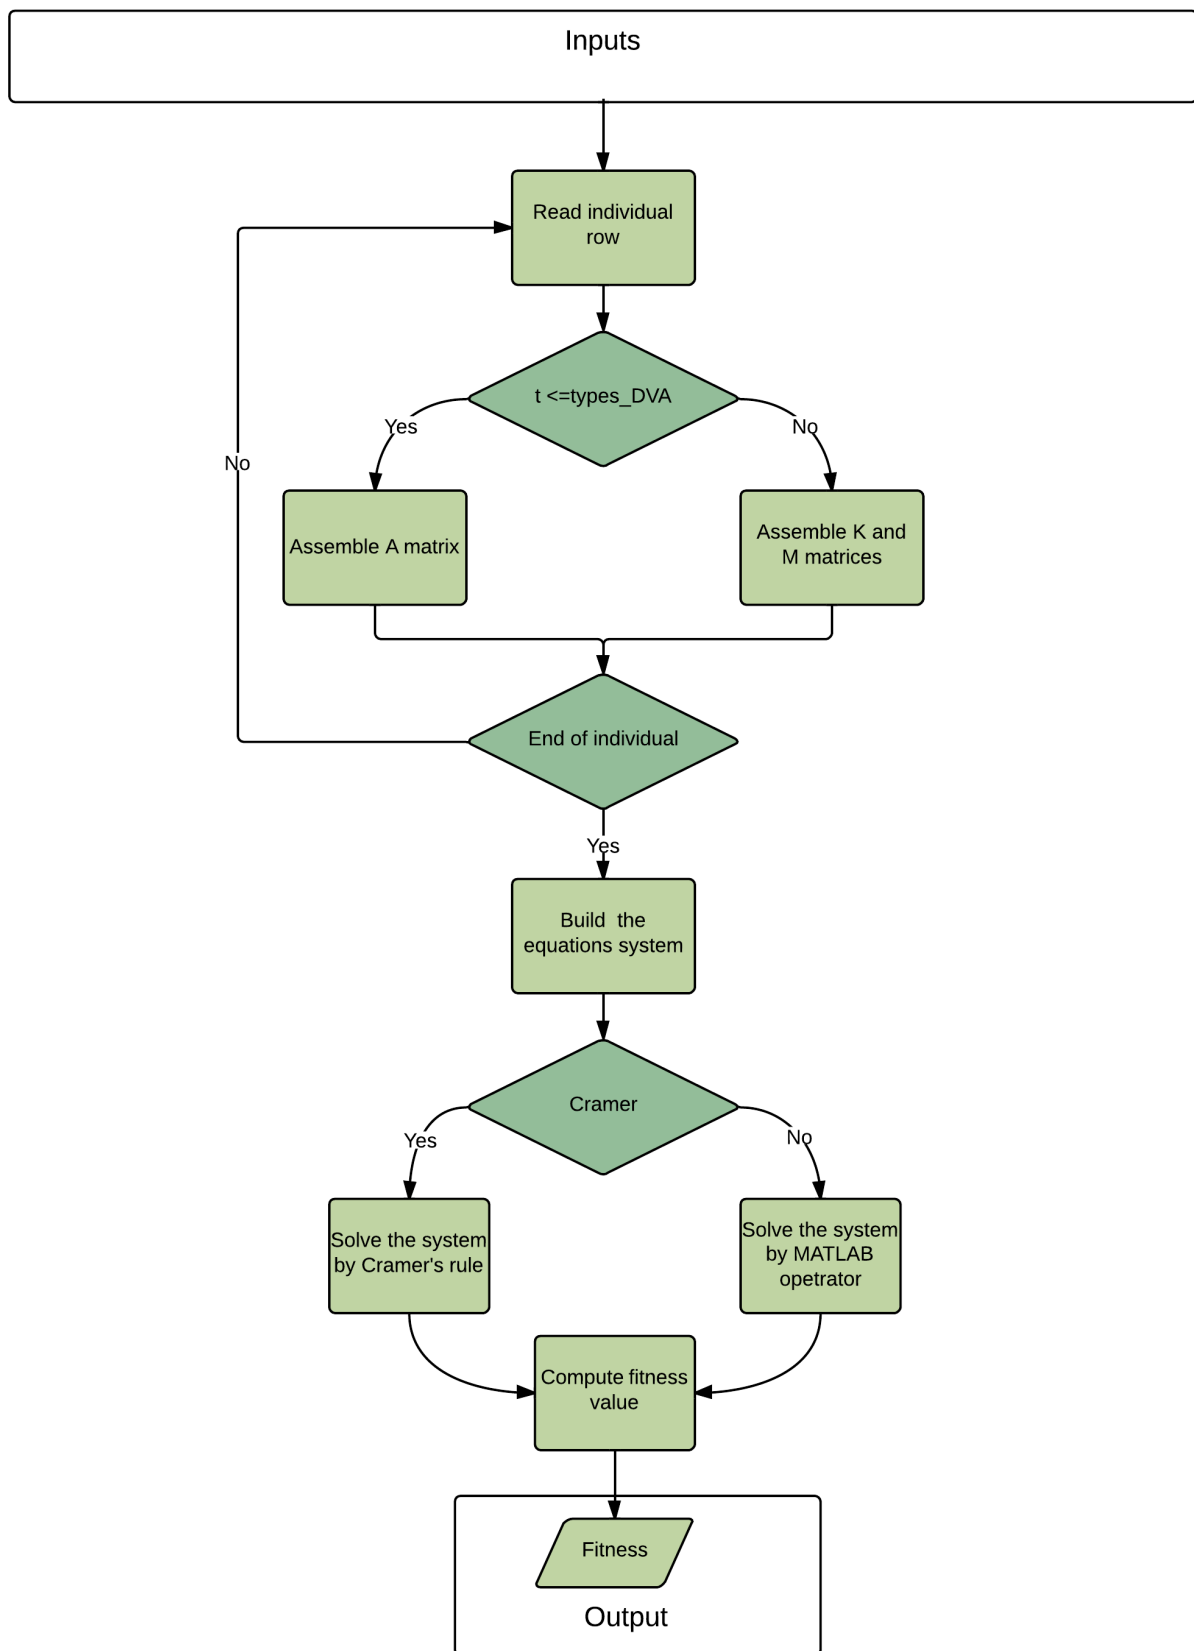 Inputs
Read individual
row
t <=types_DVA
Yes
No
No
Assemble A matrix
Assemble K and
M matrices
End of individual
Yes
Build  the
equations system
Cramer
Yes
No
Solve the system
by Cramer's rule
Solve the system
by MATLAB
opetrator
Compute fitness
value
Fitness
Output